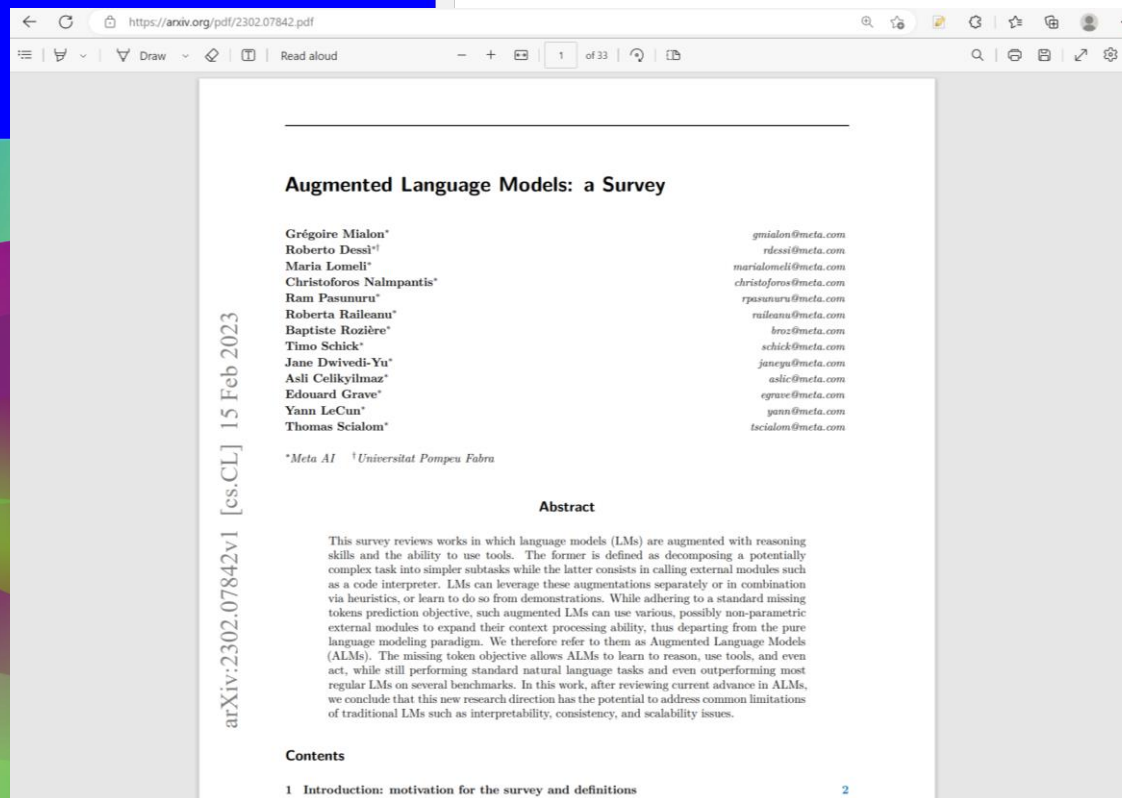 https://arxiv.org/pdf/2302.07842.pdf
Draw
Read aloud
1 of 33
Augmented Language Models: a Survey
Grégoire Mialon* gmialon@meta.com
Roberto Dessì*† rdessi@meta.com
Maria Lomeli* marialomeli@meta.com
Christoforos Nalmpantis* christoforos@meta.com
Ram Pasunuru* rpasunuru@meta.com
Roberta Raileanu* raileanu@meta.com
Baptiste Rozière* broz@meta.com
Timo Schick* schick@meta.com
Jane Dwivedi-Yu* janeyu@meta.com
Asli Celikyilmaz* aslic@meta.com
Edouard Grave* egrave@meta.com
Yann LeCun* yann@meta.com
Thomas Scialom* tscialom@meta.com
*Meta AI †Universitat Pompeu Fabra
arXiv:2302.07842v1 [cs.CL] 15 Feb 2023
Abstract
This survey reviews works in which language models (LMs) are augmented with reasoning
skills and the ability to use tools. The former is defined as decomposing a potentially
complex task into simpler subtasks while the latter consists in calling external modules such
as a code interpreter. LMs can leverage these augmentations separately or in combination
via heuristics, or learn to do so from demonstrations. While adhering to a standard missing
tokens prediction objective, such augmented LMs can use various, possibly non-parametric
external modules to expand their context processing ability, thus departing from the pure
language modeling paradigm. We therefore refer to them as Augmented Language Models
(ALMs). The missing token objective allows ALMs to learn to reason, use tools, and even
act, while still performing standard natural language tasks and even outperforming most
regular LMs on several benchmarks. In this work, after reviewing current advance in ALMs,
we conclude that this new research direction has the potential to address common limitations
of traditional LMs such as interpretability, consistency, and scalability issues.
Contents
1 Introduction: motivation for the survey and definitions 2